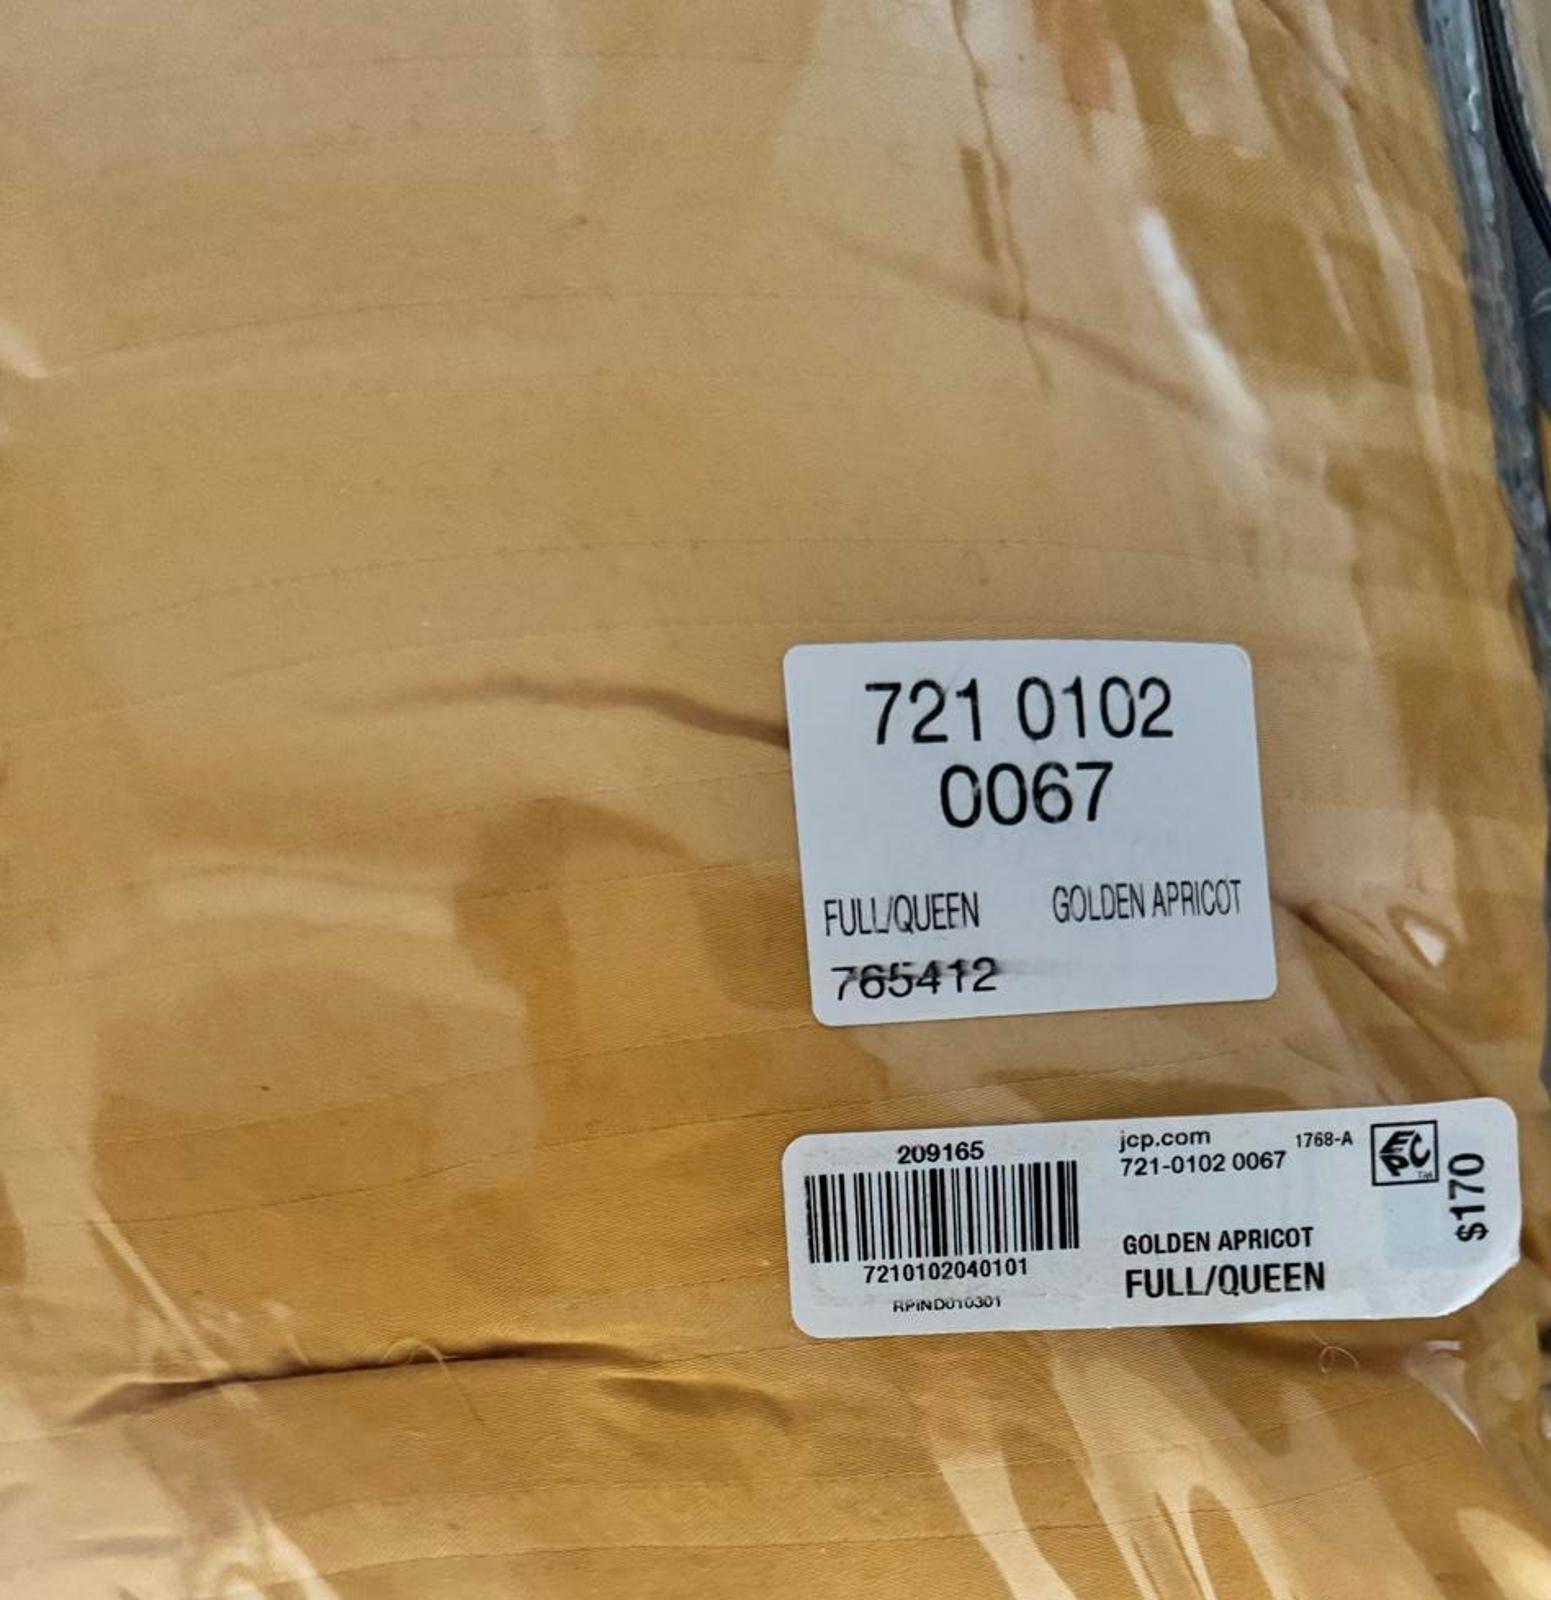 721 0102
0067
FULL/QUEEN GOLDEN APRICOT
765412
209165
7210102040101
RPIND010301
jcp.com 1768-A
721-0102 0067
GOLDEN APRICOT
FULL/QUEEN
EPC
$170